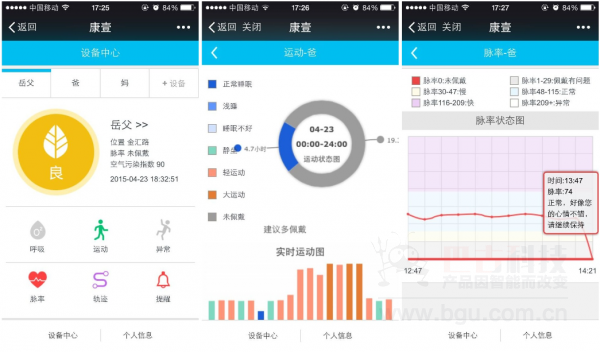 中国移动
17:25
84%
返回
康壹
设备中心
岳父
爸
妈
+ 设备
良
岳父 >>
位置 金汇路
脉率 未佩戴
空气污染指数 90
2015-04-23 18:32:51
呼吸
运动
异常
脉率
轨迹
提醒
设备中心
个人信息
中国移动
17:26
84%
返回 关闭
康壹
运动-爸
正常睡眠
浅睡
睡眠不好
静坐
轻运动
大运动
未佩戴
04-23
00:00-24:00
运动状态图
4.7小时
19.
建议多佩戴
实时运动图
设备中心
个人信息
中国移动
17:27
84%
返回 关闭
康壹
脉率-爸
脉率0:未佩戴
脉率1-29:佩戴有问题
脉率30-47:慢
脉率48-115:正常
脉率116-209:快
脉率209+:异常
脉率状态图
时间:13:47
脉率:74
正常，好像您
的心情不错，
请继续保持
12:47
14:21
巴古科技
产品因智能而改变
www.bgu.com.cn
设备中心
个人信息